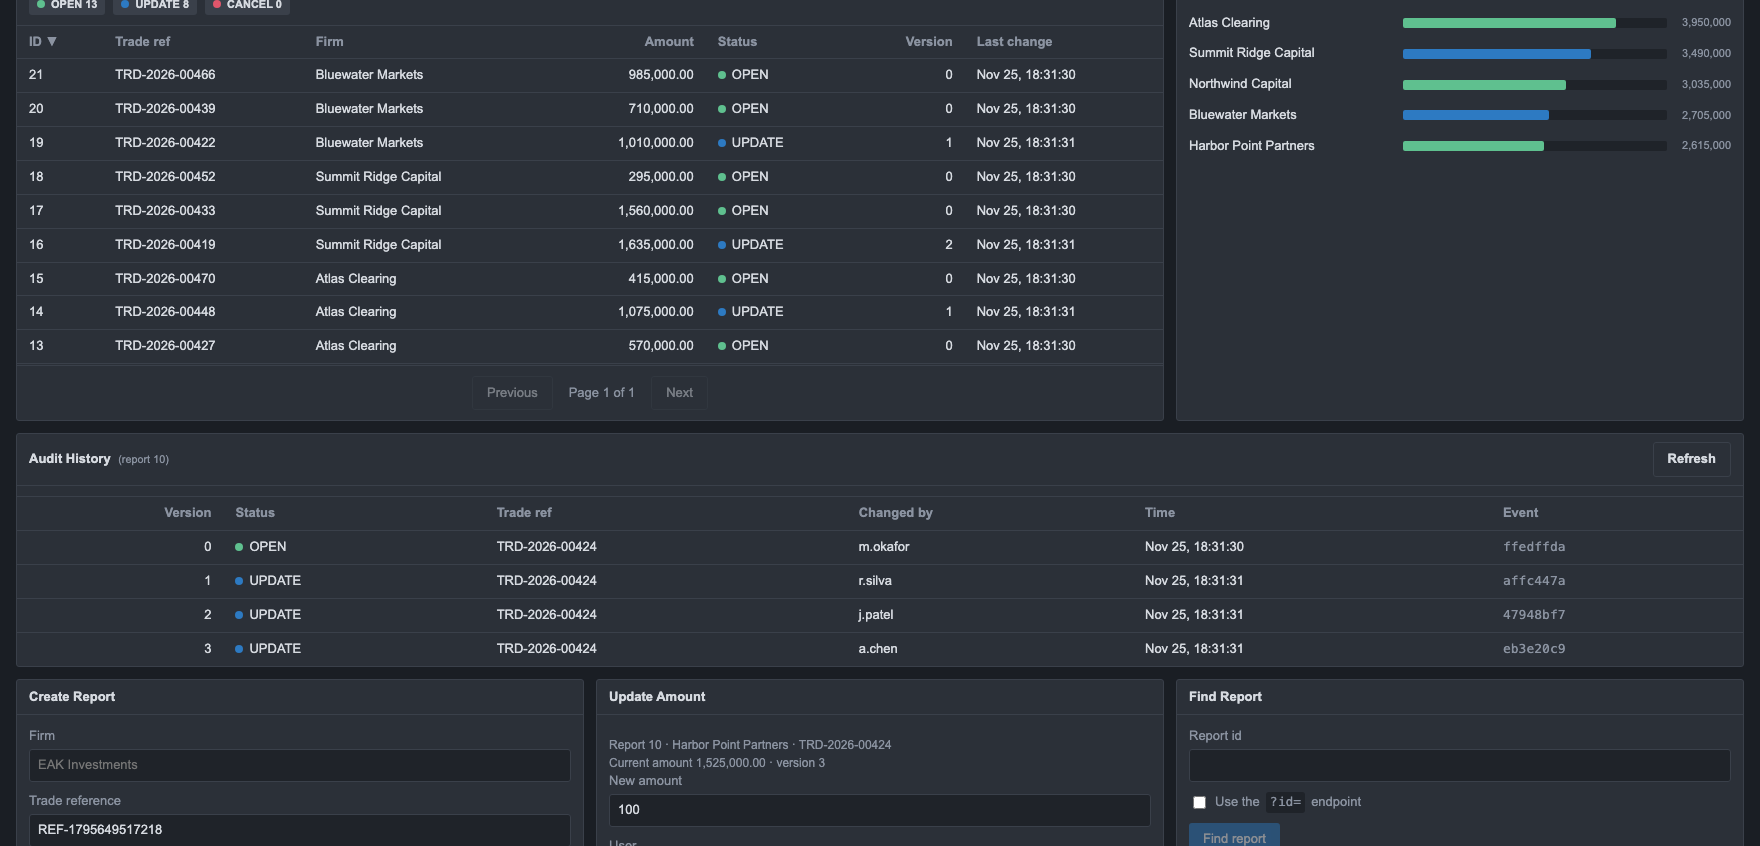 OPEN 13 UPDATE 8 CANCEL 0
ID ▼ Trade ref Firm Amount Status Version Last change
21 TRD-2026-00466 Bluewater Markets 985,000.00 OPEN 0 Nov 25, 18:31:30
20 TRD-2026-00439 Bluewater Markets 710,000.00 OPEN 0 Nov 25, 18:31:30
19 TRD-2026-00422 Bluewater Markets 1,010,000.00 UPDATE 1 Nov 25, 18:31:31
18 TRD-2026-00452 Summit Ridge Capital 295,000.00 OPEN 0 Nov 25, 18:31:30
17 TRD-2026-00433 Summit Ridge Capital 1,560,000.00 OPEN 0 Nov 25, 18:31:30
16 TRD-2026-00419 Summit Ridge Capital 1,635,000.00 UPDATE 2 Nov 25, 18:31:31
15 TRD-2026-00470 Atlas Clearing 415,000.00 OPEN 0 Nov 25, 18:31:30
14 TRD-2026-00448 Atlas Clearing 1,075,000.00 UPDATE 1 Nov 25, 18:31:31
13 TRD-2026-00427 Atlas Clearing 570,000.00 OPEN 0 Nov 25, 18:31:30
Previous Page 1 of 1 Next
Atlas Clearing 3,950,000
Summit Ridge Capital 3,490,000
Northwind Capital 3,035,000
Bluewater Markets 2,705,000
Harbor Point Partners 2,615,000
Audit History (report 10) Refresh
Version Status Trade ref Changed by Time Event
0 OPEN TRD-2026-00424 m.okafor Nov 25, 18:31:30 ffedffda
1 UPDATE TRD-2026-00424 r.silva Nov 25, 18:31:31 affc447a
2 UPDATE TRD-2026-00424 j.patel Nov 25, 18:31:31 47948bf7
3 UPDATE TRD-2026-00424 a.chen Nov 25, 18:31:31 eb3e20c9
Create Report
Firm
EAK Investments
Trade reference
REF-1795649517218
Update Amount
Report 10 · Harbor Point Partners · TRD-2026-00424
Current amount 1,525,000.00 · version 3
New amount
100
User
Find Report
Report id
Use the ?id= endpoint
Find report